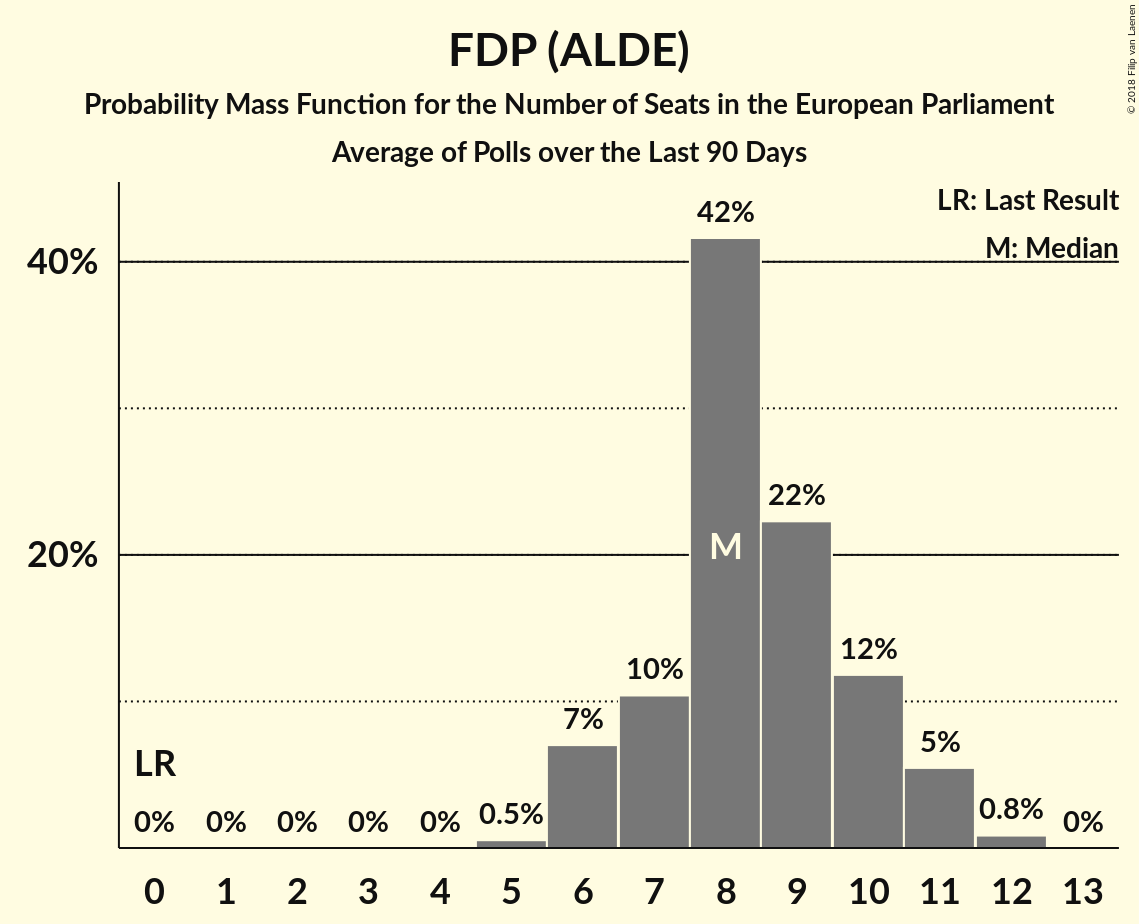 FDP (ALDE)
Probability Mass Function for the Number of Seats in the European Parliament
Average of Polls over the Last 90 Days
© 2018 Filip van Laenen
LR: Last Result
M: Median
42%
40%
22%
M
20%
12%
10%
7%
5%
LR
0% 0% 0% 0% 0% 0.5% 0.8% 0%
0 1 2 3 4 5 6 7 8 9 10 11 12 13